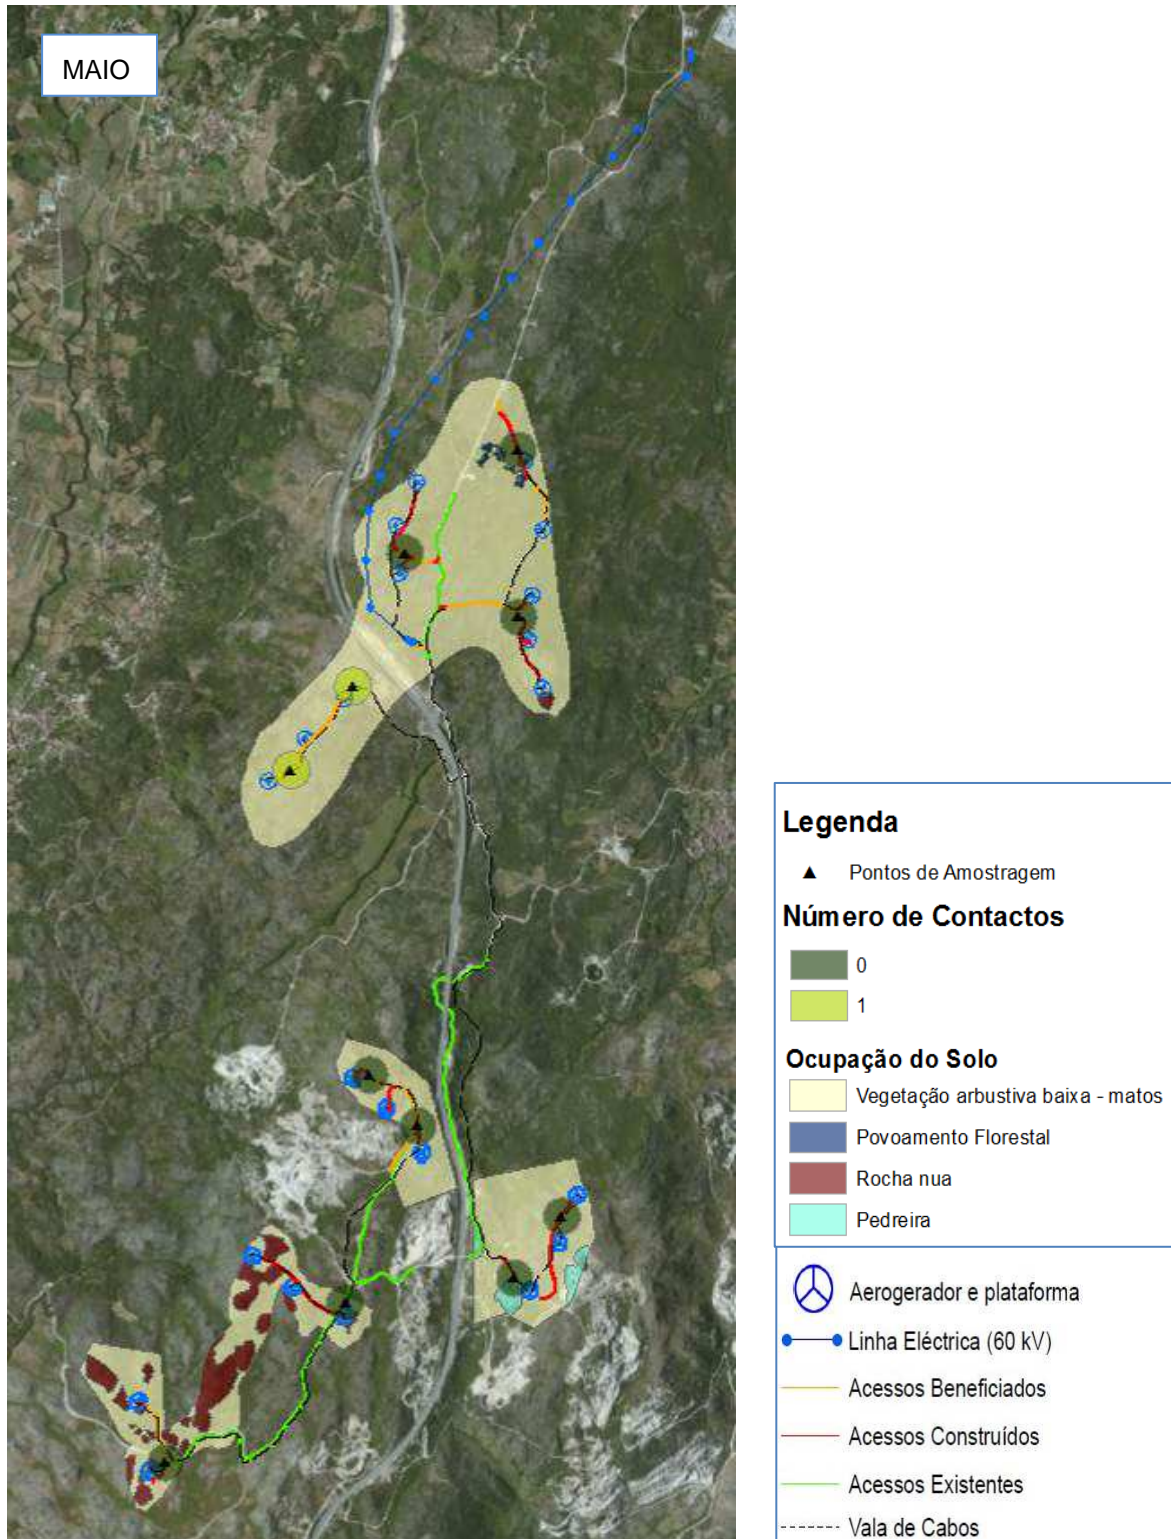 MAIO
Legenda
Pontos de Amostragem
Número de Contactos
0
1
Ocupação do Solo
Vegetação arbustiva baixa - matos
Povoamento Florestal
Rocha nua
Pedreira
Aerogerador e plataforma
Linha Eléctrica (60 kV)
Acessos Beneficiados
Acessos Construídos
Acessos Existentes
Vala de Cabos